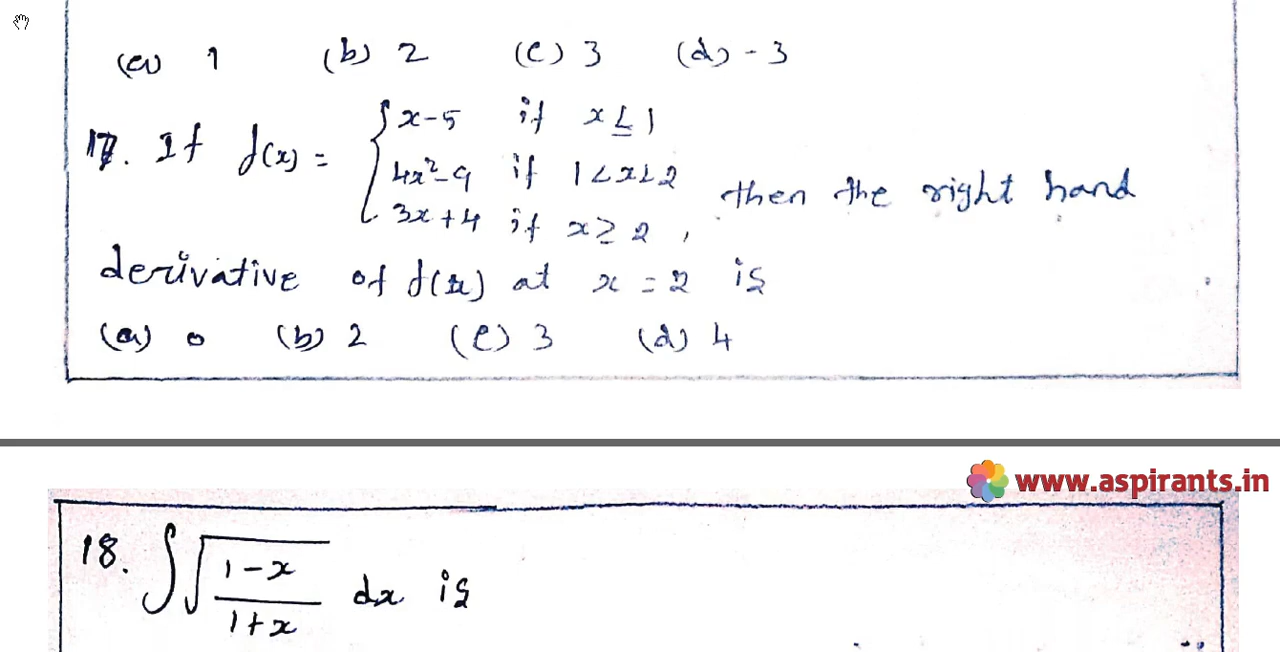 (a) 1 (b) 2 (c) 3 (d) - 3
17. If f(x) = { x-5 if x ≤ 1
4x²-9 if 1<x<2
3x+4 if x ≥ 2 , then the right hand
derivative of f(x) at x = 2 is
(a) 0 (b) 2 (c) 3 (d) 4
www.aspirants.in
18. ∫√(1-x / 1+x) dx is